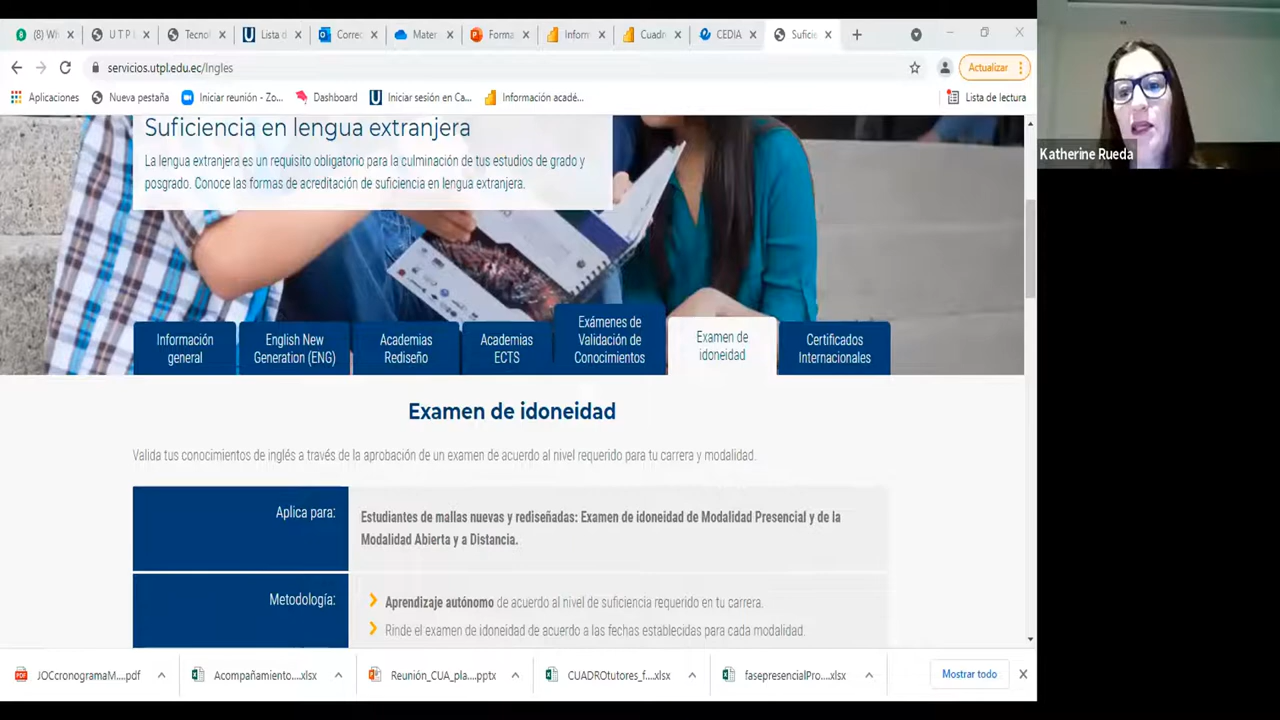 (8) Wh
U T P L
Tecnol
Lista d
Correo
Mater
Forma
Inform
Cuadr
CEDIA
Suficie
servicios.utpl.edu.ec/Ingles
Actualizar
Aplicaciones
Nueva pestaña
Iniciar reunión - Zo...
Dashboard
Iniciar sesión en Ca...
Información acadé...
Lista de lectura
Suficiencia en lengua extranjera
La lengua extranjera es un requisito obligatorio para la culminación de tus estudios de grado y
posgrado. Conoce las formas de acreditación de suficiencia en lengua extranjera.
Katherine Rueda
Información
general
English New
Generation (ENG)
Academias
Rediseño
Academias
ECTS
Exámenes de
Validación de
Conocimientos
Examen de
idoneidad
Certificados
Internacionales
Examen de idoneidad
Valida tus conocimientos de inglés a través de la aprobación de un examen de acuerdo al nivel requerido para tu carrera y modalidad.
Aplica para:
Estudiantes de mallas nuevas y rediseñadas: Examen de idoneidad de Modalidad Presencial y de la
Modalidad Abierta y a Distancia.
Metodología:
Aprendizaje autónomo de acuerdo al nivel de suficiencia requerido en tu carrera.
Rinde el examen de idoneidad de acuerdo a las fechas establecidas para cada modalidad.
JOCcronogramaM....pdf
Acompañamiento...xlsx
Reunión_CUA_pla....pptx
CUADROtutores_f....xlsx
fasepresencialPro....xlsx
Mostrar todo